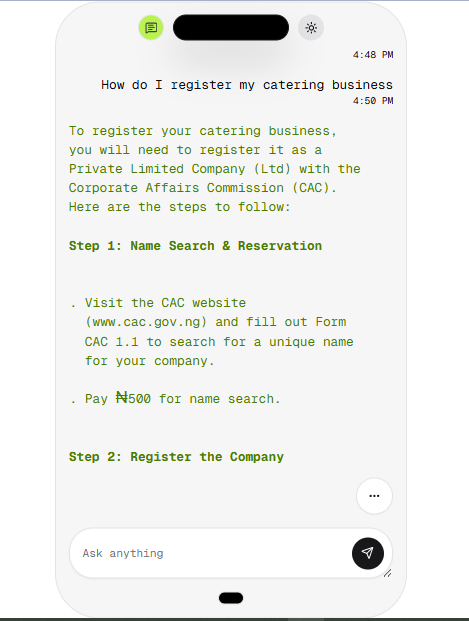 4:48 PM
How do I register my catering business
4:50 PM
To register your catering business,
you will need to register it as a
Private Limited Company (Ltd) with the
Corporate Affairs Commission (CAC).
Here are the steps to follow:
Step 1: Name Search & Reservation
. Visit the CAC website
(www.cac.gov.ng) and fill out Form
CAC 1.1 to search for a unique name
for your company.
. Pay ₦500 for name search.
Step 2: Register the Company
Ask anything